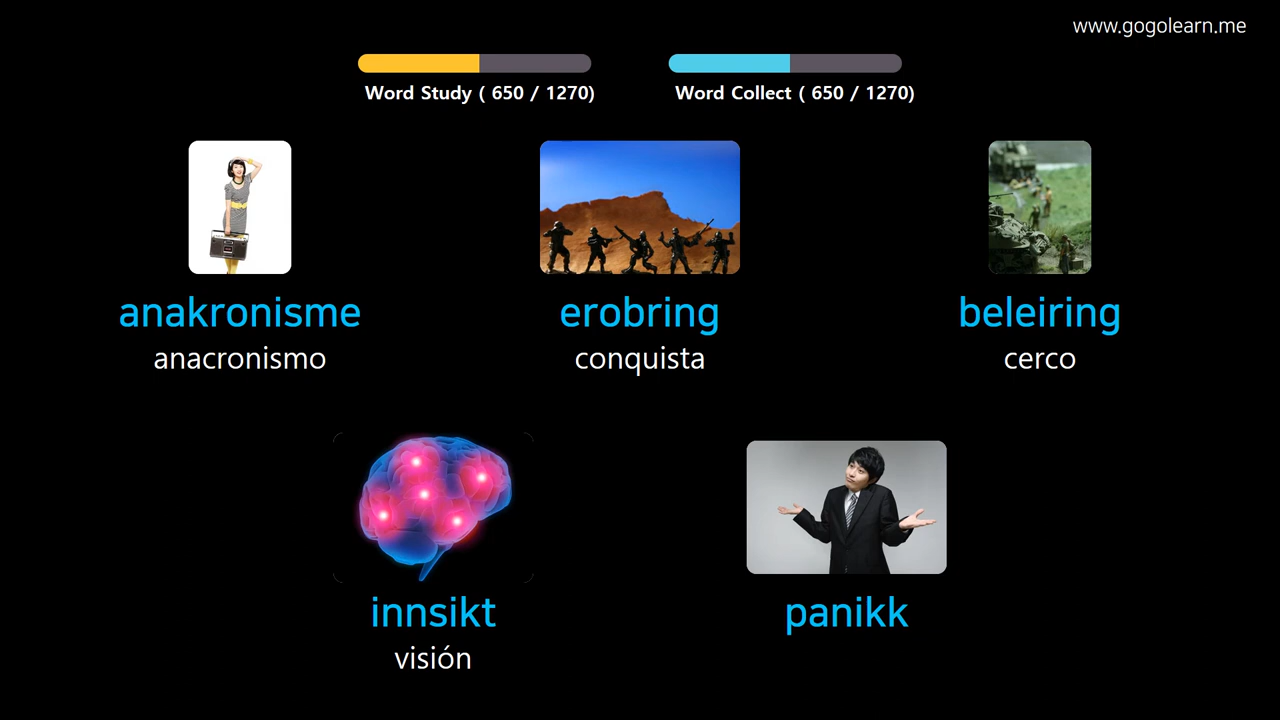 www.gogolearn.me
Word Study ( 650 / 1270)
Word Collect ( 650 / 1270)
anakronisme
anacronismo
erobring
conquista
beleiring
cerco
innsikt
visión
panikk